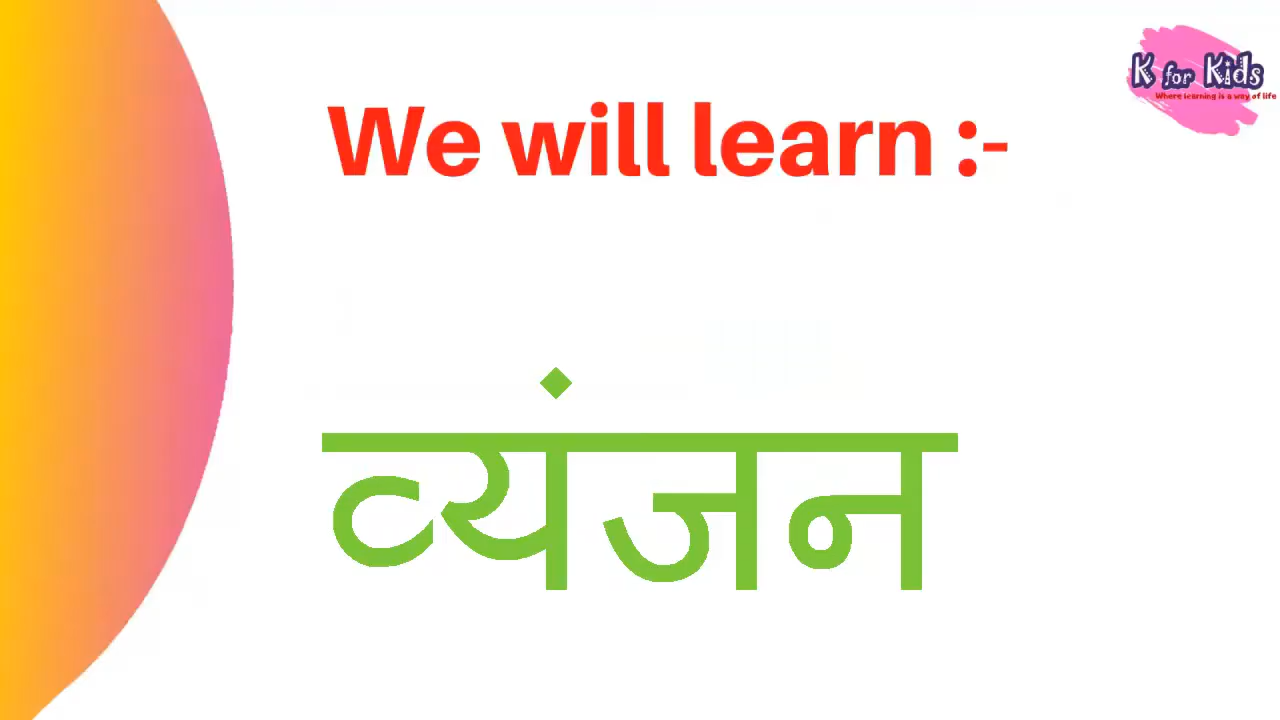 K for Kids
Where learning is a way of life
We will learn :-
व्यंजन